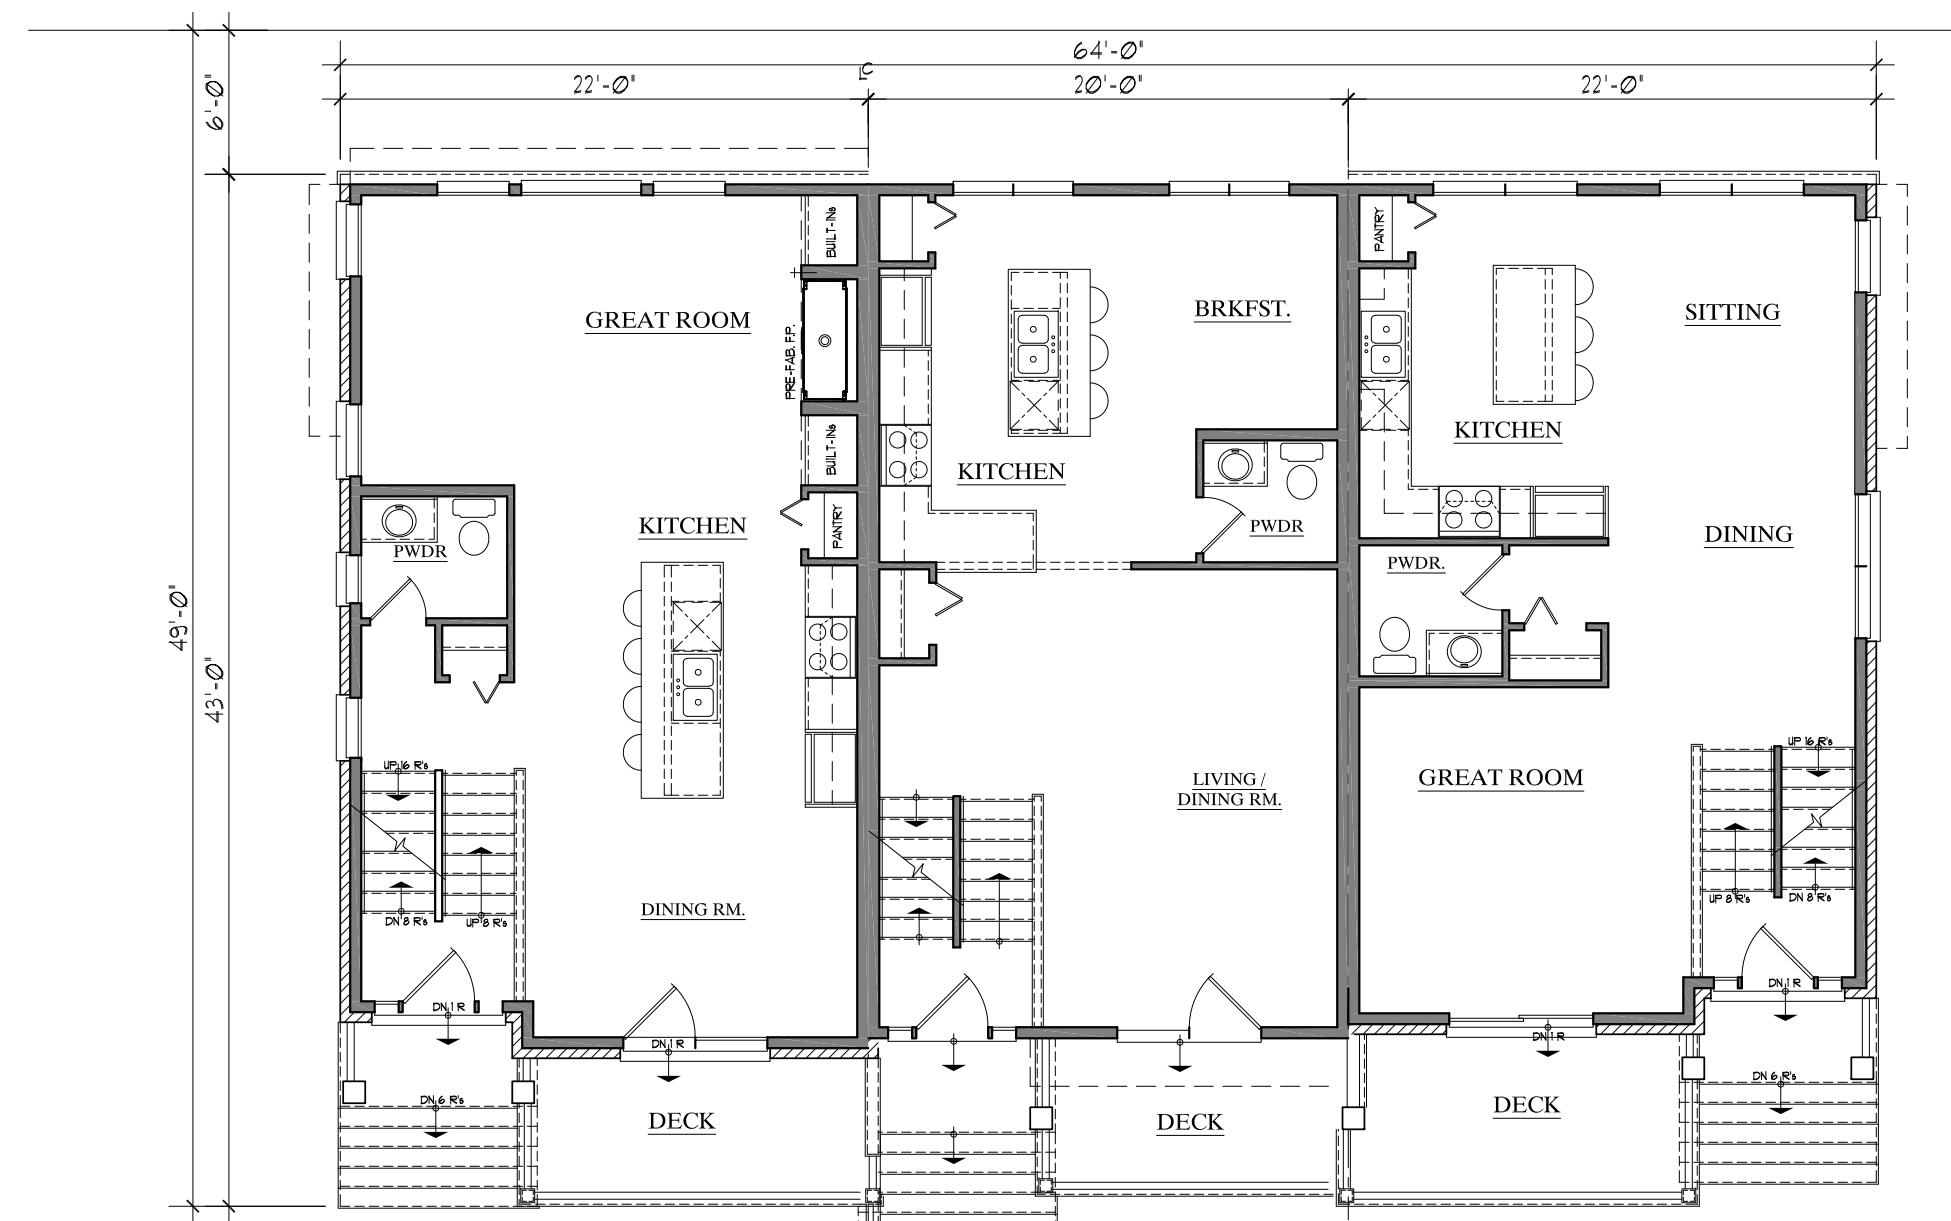 64'-0"
22'-0"
CL
20'-0"
22'-0"
6'-0"
49'-0"
43'-0"
BUILT-INs
GREAT ROOM
PRE-FAB. F.P.
BUILT-INs
KITCHEN
PANTRY
PWDR
UP 16 R's
DN 8 R's
UP 8 R's
DINING RM.
DN 1 R
DN 1 R
DN 6 R's
DECK
BRKFST.
KITCHEN
PWDR
LIVING /
DINING RM.
DECK
PANTRY
SITTING
KITCHEN
DINING
PWDR.
GREAT ROOM
UP 16 R's
UP 8 R's
DN 8 R's
DN 1 R
DN 1 R
DN 6 R's
DECK